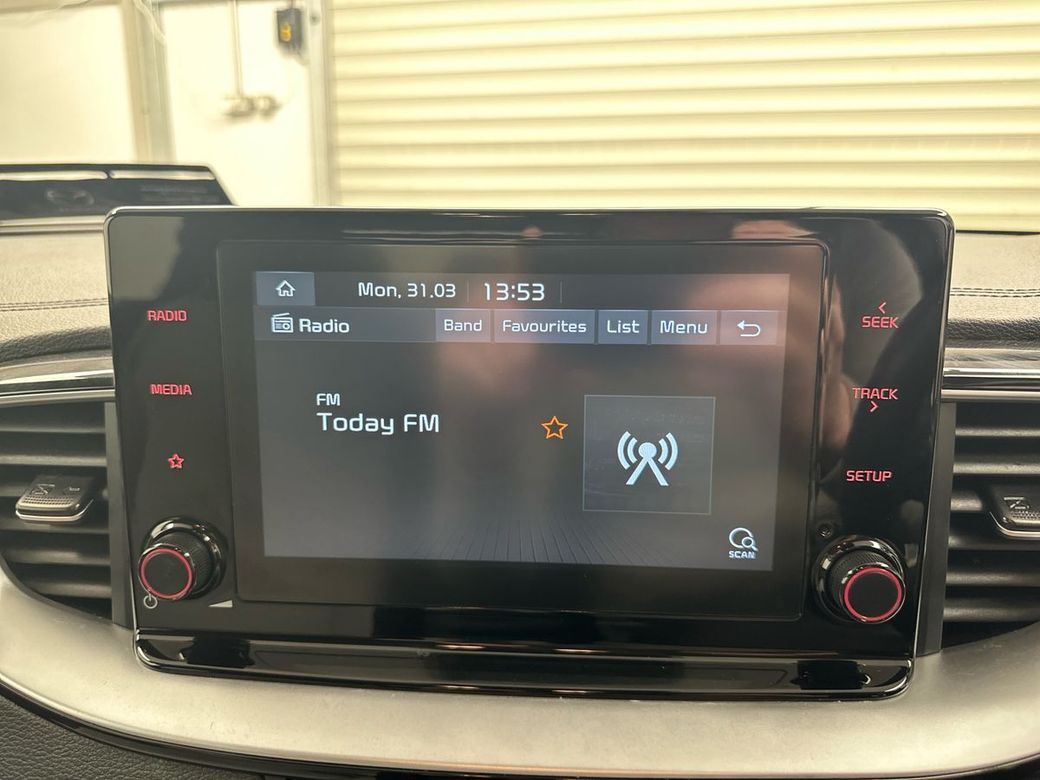 Mon, 31.03 13:53
Radio Band Favourites List Menu
FM
Today FM
SCAN
RADIO
MEDIA
SEEK
TRACK
SETUP